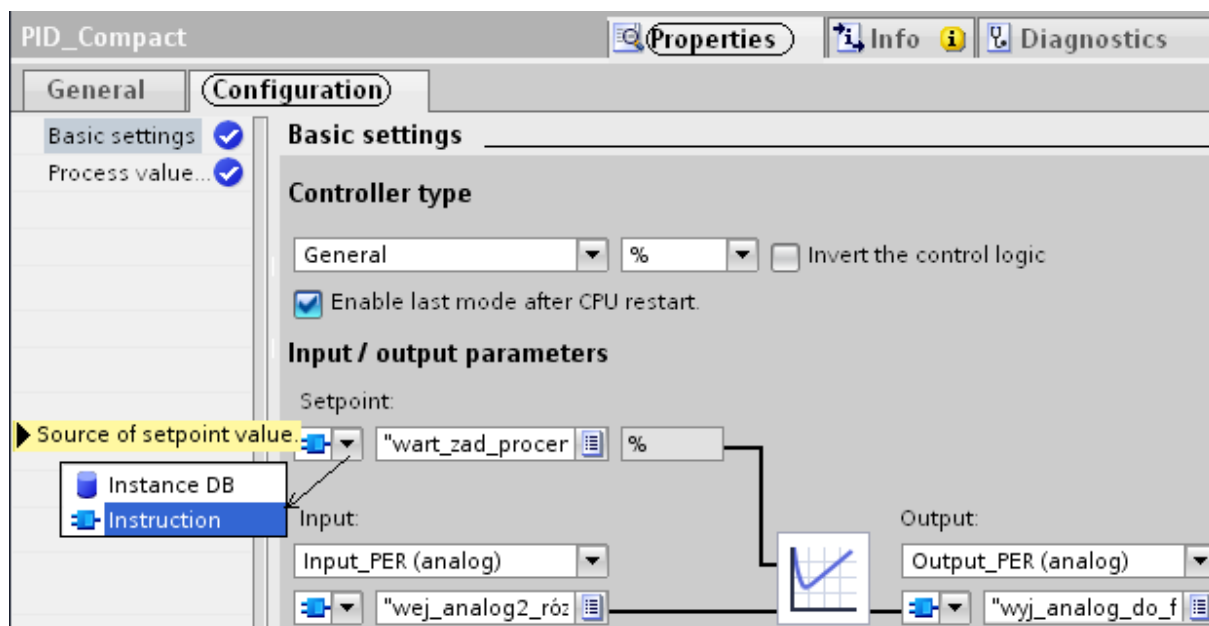 PID_Compact Properties Info Diagnostics
General Configuration
Basic settings
Process value...
Basic settings
Controller type
General % Invert the control logic
Enable last mode after CPU restart.
Input / output parameters
Setpoint:
Source of setpoint value. "wart_zad_procer %
Instance DB
Instruction
Input: Output:
Input_PER (analog) Output_PER (analog)
"wej_analog2_róz "wyj_analog_do_f